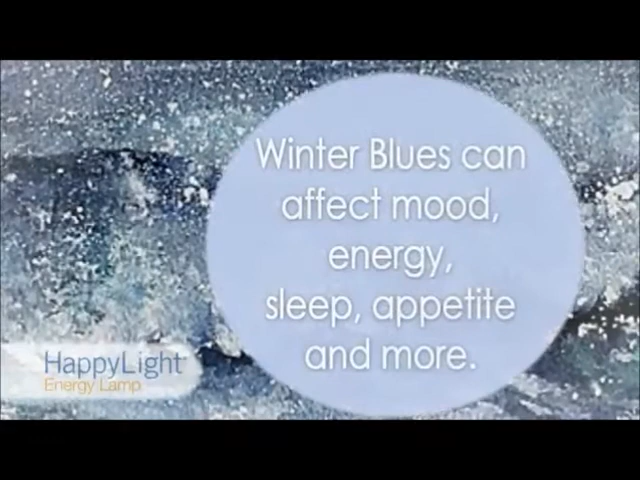 Winter Blues can
affect mood,
energy,
sleep, appetite
and more.
HappyLight
Energy Lamp